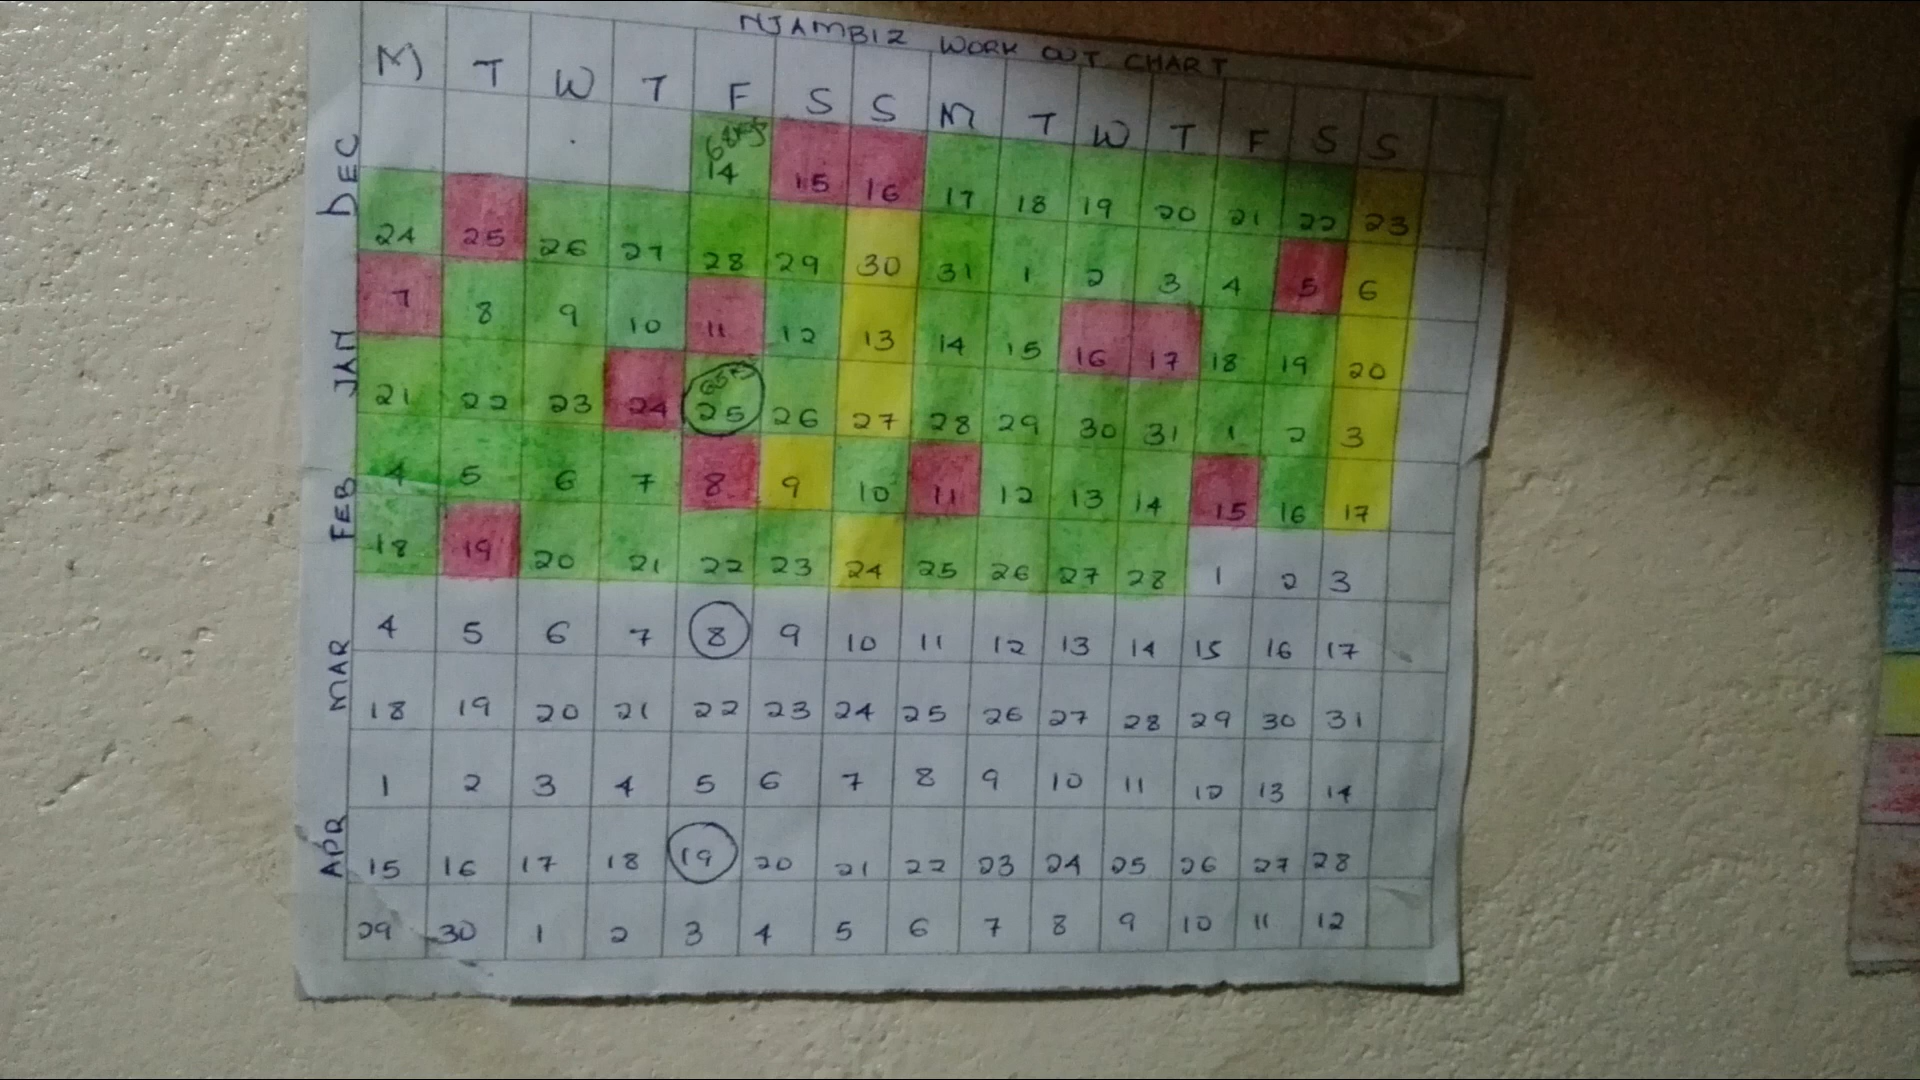 NJAMBIZ WORK OUT CHART
M T W T F S S M T W T F S S
DEC
14 15 16 17 18 19 20 21 22 23
24 25 26 27 28 29 30 31 1 2 3 4 5 6
JAN
7 8 9 10 11 12 13 14 15 16 17 18 19 20
21 22 23 24 25 26 27 28 29 30 31 1 2 3
FEB
4 5 6 7 8 9 10 11 12 13 14 15 16 17
18 19 20 21 22 23 24 25 26 27 28 1 2 3
MAR
4 5 6 7 8 9 10 11 12 13 14 15 16 17
18 19 20 21 22 23 24 25 26 27 28 29 30 31
APR
1 2 3 4 5 6 7 8 9 10 11 12 13 14
15 16 17 18 19 20 21 22 23 24 25 26 27 28
29 30 1 2 3 4 5 6 7 8 9 10 11 12